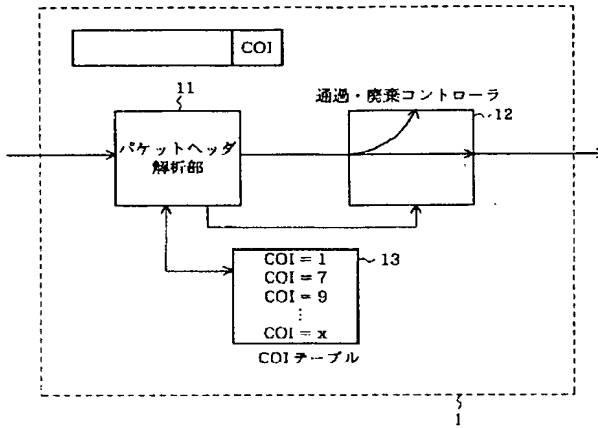 COI
11
通過・廃棄コントローラ
12
パケットヘッダ
解析部
13
COI = 1
COI = 7
COI = 9
⋮
COI = x
COIテーブル
1